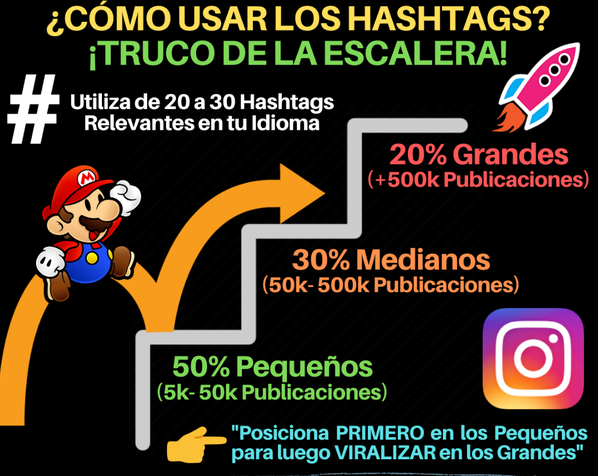 ¿CÓMO USAR LOS HASHTAGS?
¡TRUCO DE LA ESCALERA!
# Utiliza de 20 a 30 Hashtags
Relevantes en tu Idioma
20% Grandes
(+500k Publicaciones)
M
30% Medianos
(50k- 500k Publicaciones)
50% Pequeños
(5k- 50k Publicaciones)
"Posiciona PRIMERO en los Pequeños
para luego VIRALIZAR en los Grandes"